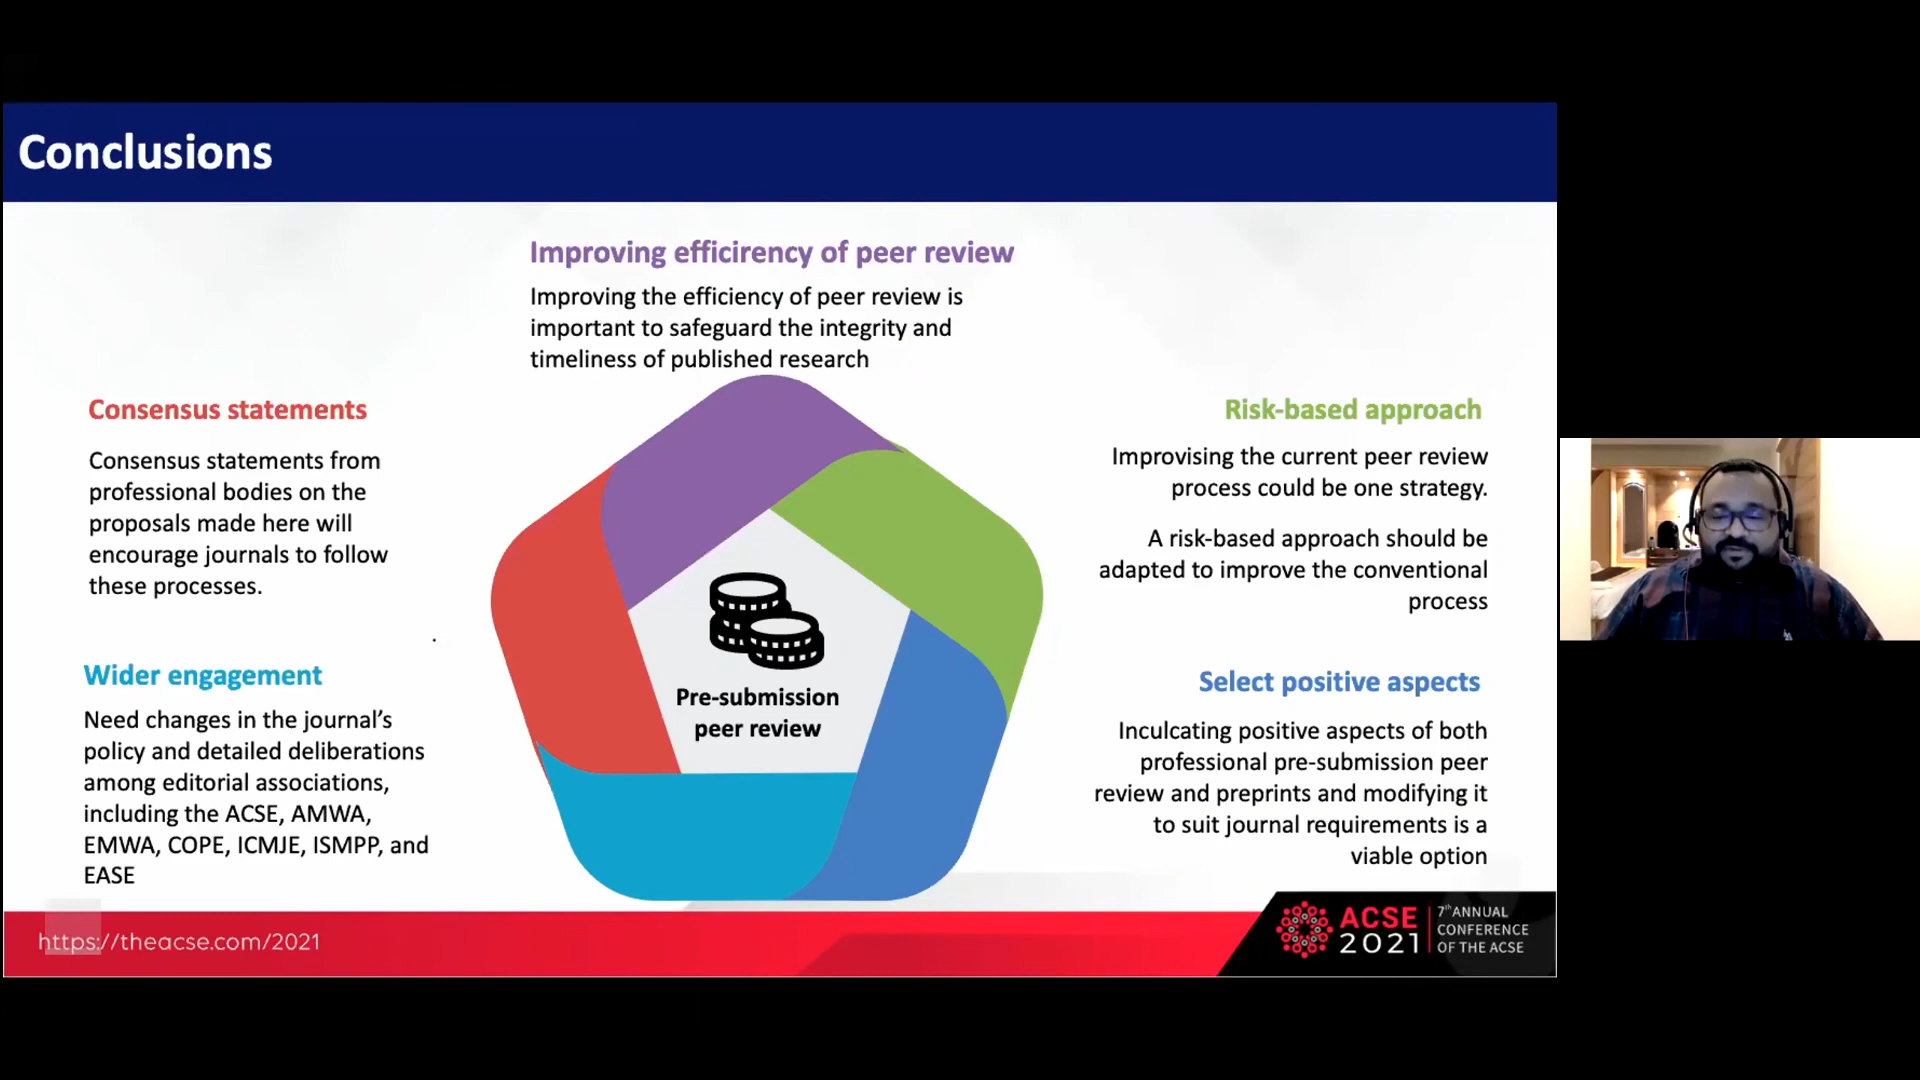 Conclusions
Improving efficirency of peer review
Improving the efficiency of peer review is
important to safeguard the integrity and
timeliness of published research
Consensus statements
Consensus statements from
professional bodies on the
proposals made here will
encourage journals to follow
these processes.
Risk-based approach
Improvising the current peer review
process could be one strategy.
A risk-based approach should be
adapted to improve the conventional
process
Pre-submission
peer review
Wider engagement
Need changes in the journal’s
policy and detailed deliberations
among editorial associations,
including the ACSE, AMWA,
EMWA, COPE, ICMJE, ISMPP, and
EASE
Select positive aspects
Inculcating positive aspects of both
professional pre-submission peer
review and preprints and modifying it
to suit journal requirements is a
viable option
https://theacse.com/2021
ACSE
2021
7th ANNUAL
CONFERENCE
OF THE ACSE